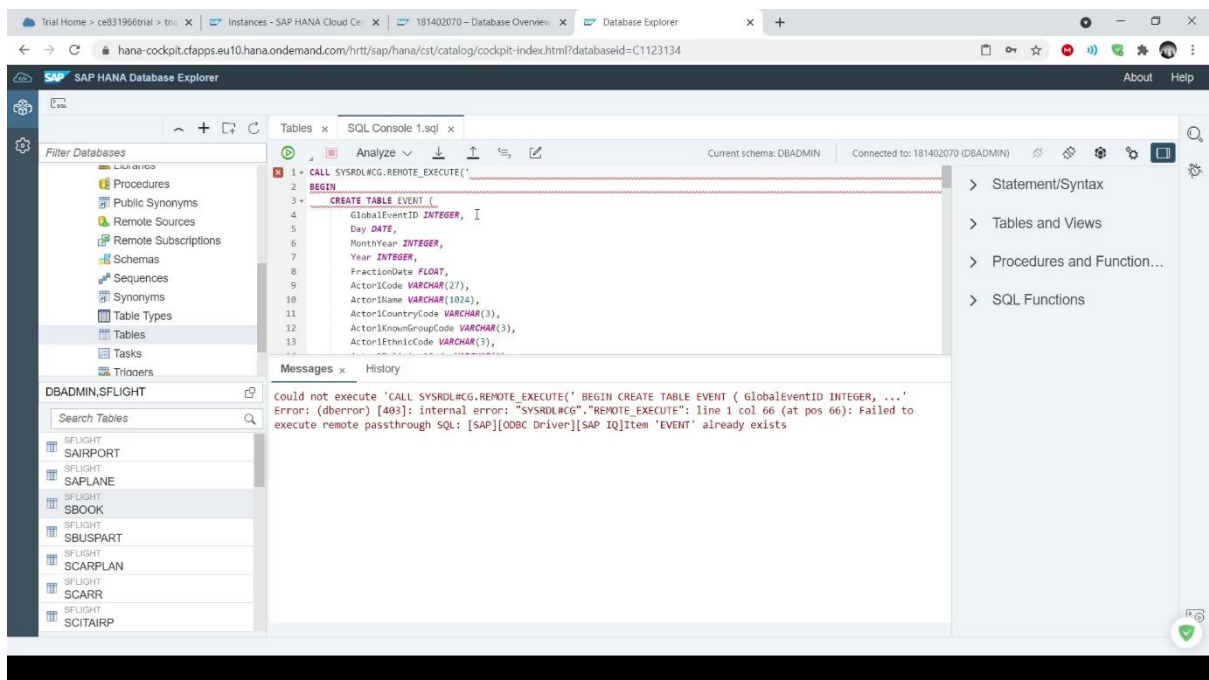 Trial Home > ce831966trial > tria
Instances - SAP HANA Cloud Cen
181402070 – Database Overview
Database Explorer
hana-cockpit.cfapps.eu10.hana.ondemand.com/hrtt/sap/hana/cst/catalog/cockpit-index.html?databaseid=C1123134
SAP SAP HANA Database Explorer
About Help
Tables SQL Console 1.sql
Filter Databases
Analyze
Current schema: DBADMIN
Connected to: 181402070 (DBADMIN)
Libraries
Procedures
Public Synonyms
Remote Sources
Remote Subscriptions
Schemas
Sequences
Synonyms
Table Types
Tables
Tasks
Triggers
DBADMIN,SFLIGHT
Search Tables
SFLIGHT
SAIRPORT
SFLIGHT
SAPLANE
SFLIGHT
SBOOK
SFLIGHT
SBUSPART
SFLIGHT
SCARPLAN
SFLIGHT
SCARR
SFLIGHT
SCITAIRP
1 CALL SYSRDL#CG.REMOTE_EXECUTE('
2 BEGIN
3 CREATE TABLE EVENT (
4 GlobalEventID INTEGER,
5 Day DATE,
6 MonthYear INTEGER,
7 Year INTEGER,
8 FractionDate FLOAT,
9 Actor1Code VARCHAR(27),
10 Actor1Name VARCHAR(1024),
11 Actor1CountryCode VARCHAR(3),
12 Actor1KnownGroupCode VARCHAR(3),
13 Actor1EthnicCode VARCHAR(3),
Messages History
Could not execute 'CALL SYSRDL#CG.REMOTE_EXECUTE(' BEGIN CREATE TABLE EVENT ( GlobalEventID INTEGER, ...'
Error: (dberror) [403]: internal error: "SYSRDL#CG"."REMOTE_EXECUTE": line 1 col 66 (at pos 66): Failed to
execute remote passthrough SQL: [SAP][ODBC Driver][SAP IQ]Item 'EVENT' already exists
Statement/Syntax
Tables and Views
Procedures and Function...
SQL Functions